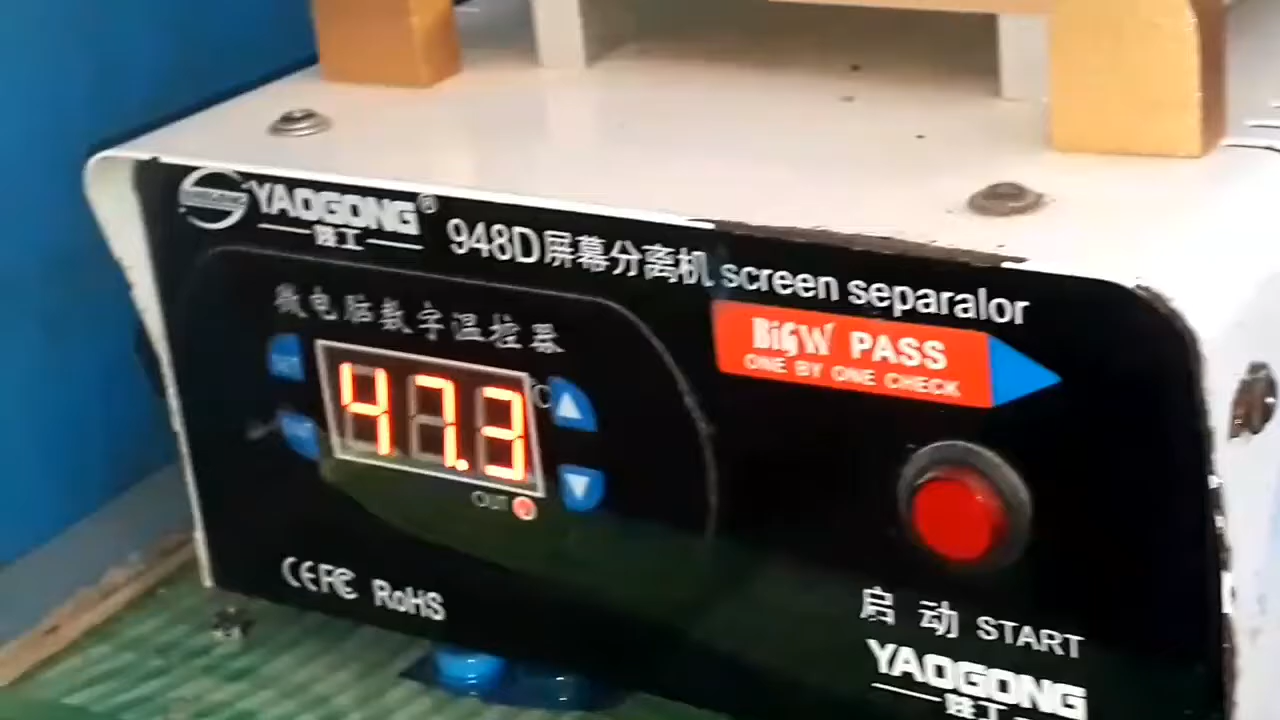 YAOGONG®
948D屏幕分离机 screen separalor
微电脑数字温控器
BiGW PASS
ONE BY ONE CHECK
47.3
°C
OUT
CE FC RoHS
启动 START
YAOGONG